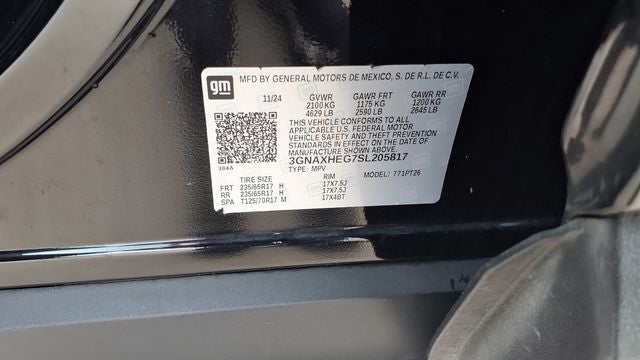 gm
MFD BY GENERAL MOTORS DE MEXICO, S. DE R.L. DE C.V.
11/24 GVWR GAWR FRT GAWR RR
2100 KG 1175 KG 1200 KG
4629 LB 2590 LB 2645 LB
THIS VEHICLE CONFORMS TO ALL
APPLICABLE U.S. FEDERAL MOTOR
VEHICLE SAFETY AND THEFT PREVENTION
STANDARDS IN EFFECT ON THE DATE OF
MANUFACTURE SHOWN ABOVE.
3GNAXHEG7SL205817
384A
TYPE: MPV MODEL: 771PT26
TIRE SIZE RIM
FRT 235/65R17 H 17X7.5J
RR 235/65R17 H 17X7.5J
SPA T125/70R17 M 17X4BT